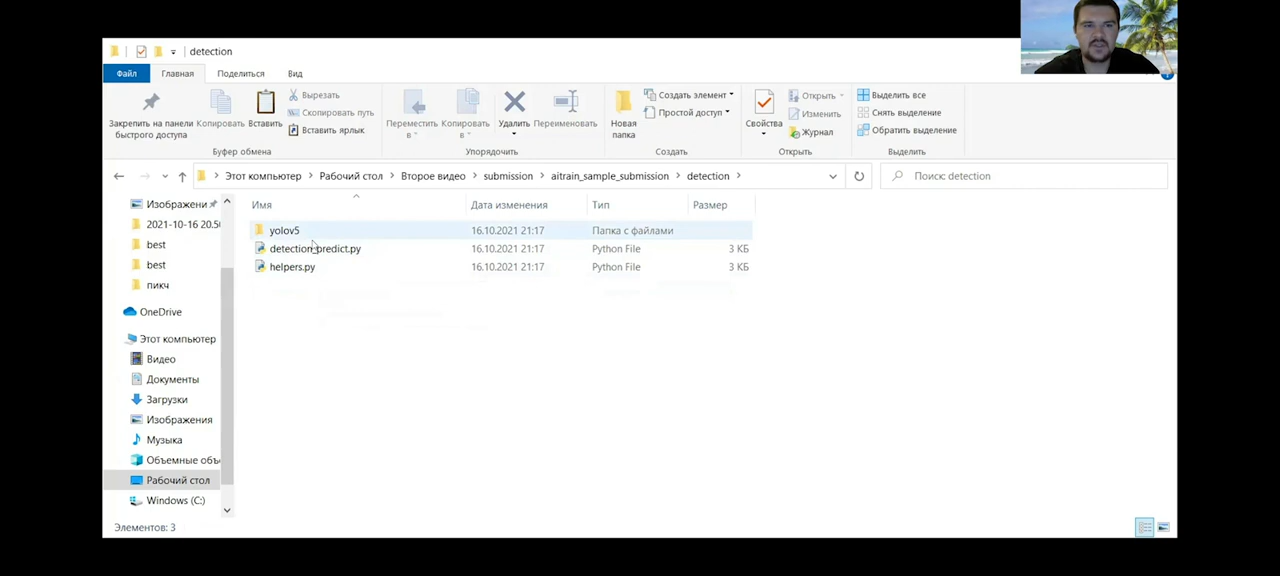 detection
Файл Главная Поделиться Вид
Закрепить на панели быстрого доступа
Копировать
Вставить
Вырезать
Скопировать путь
Вставить ярлык
Буфер обмена
Переместить в
Копировать в
Удалить
Переименовать
Упорядочить
Новая папка
Создать элемент
Простой доступ
Создать
Свойства
Открыть
Изменить
Журнал
Открыть
Выделить все
Снять выделение
Обратить выделение
Выделить
Этот компьютер > Рабочий стол > Второе видео > submission > aitrain_sample_submission > detection >
Поиск: detection
Имя Дата изменения Тип Размер
yolov5 16.10.2021 21:17 Папка с файлами
detection_predict.py 16.10.2021 21:17 Python File 3 КБ
helpers.py 16.10.2021 21:17 Python File 3 КБ
Изображени
2021-10-16 20.5
best
best
пикч
OneDrive
Этот компьютер
Видео
Документы
Загрузки
Изображения
Музыка
Объемные объ
Рабочий стол
Windows (C:)
Элементов: 3